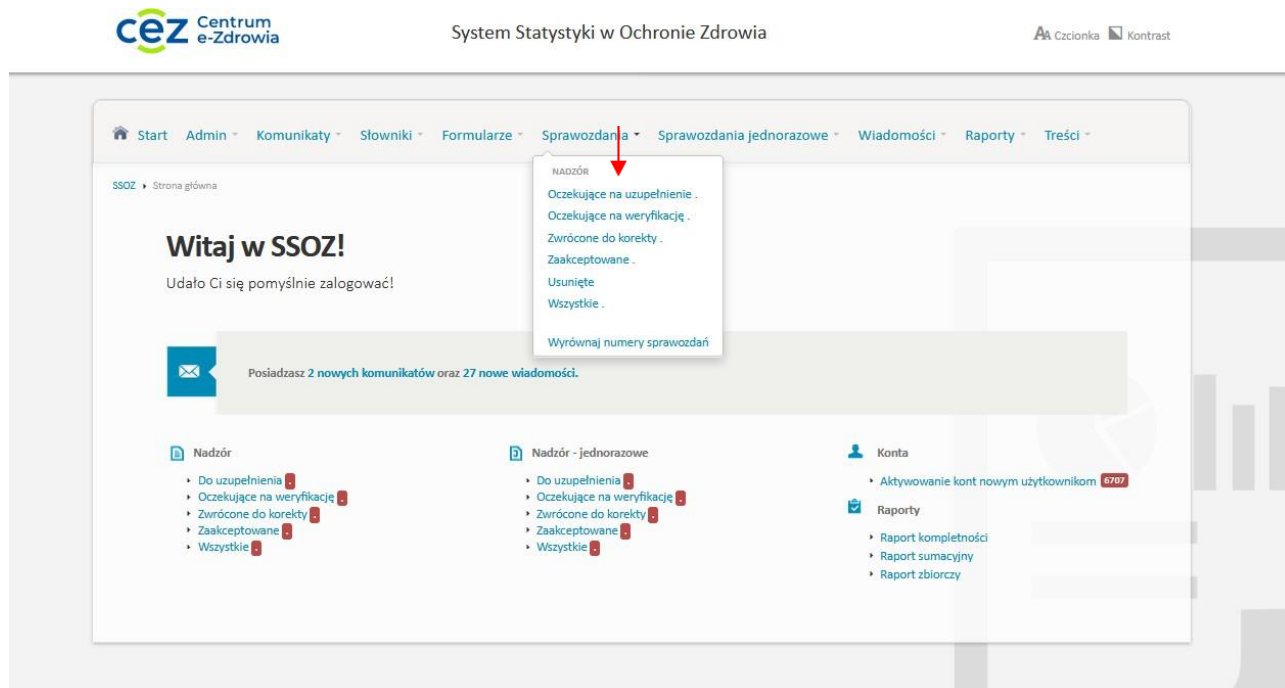 cez Centrum
e-Zdrowia
System Statystyki w Ochronie Zdrowia
AA Czcionka Kontrast
Start Admin Komunikaty Słowniki Formularze Sprawozdania Sprawozdania jednorazowe Wiadomości Raporty Treści
NADZÓR
Oczekujące na uzupełnienie .
Oczekujące na weryfikację .
Zwrócone do korekty .
Zaakceptowane .
Usunięte
Wszystkie .
Wyrównaj numery sprawozdań
SSOZ Strona główna
Witaj w SSOZ!
Udało Ci się pomyślnie zalogować!
Posiadzasz 2 nowych komunikatów oraz 27 nowe wiadomości.
Nadzór
Do uzupełnienia .
Oczekujące na weryfikację .
Zwrócone do korekty .
Zaakceptowane .
Wszystkie .
Nadzór - jednorazowe
Do uzupełnienia .
Oczekujące na weryfikację .
Zwrócone do korekty .
Zaakceptowane .
Wszystkie .
Konta
Aktywowanie kont nowym użytkownikom 6707
Raporty
Raport kompletności
Raport sumacyjny
Raport zbiorczy